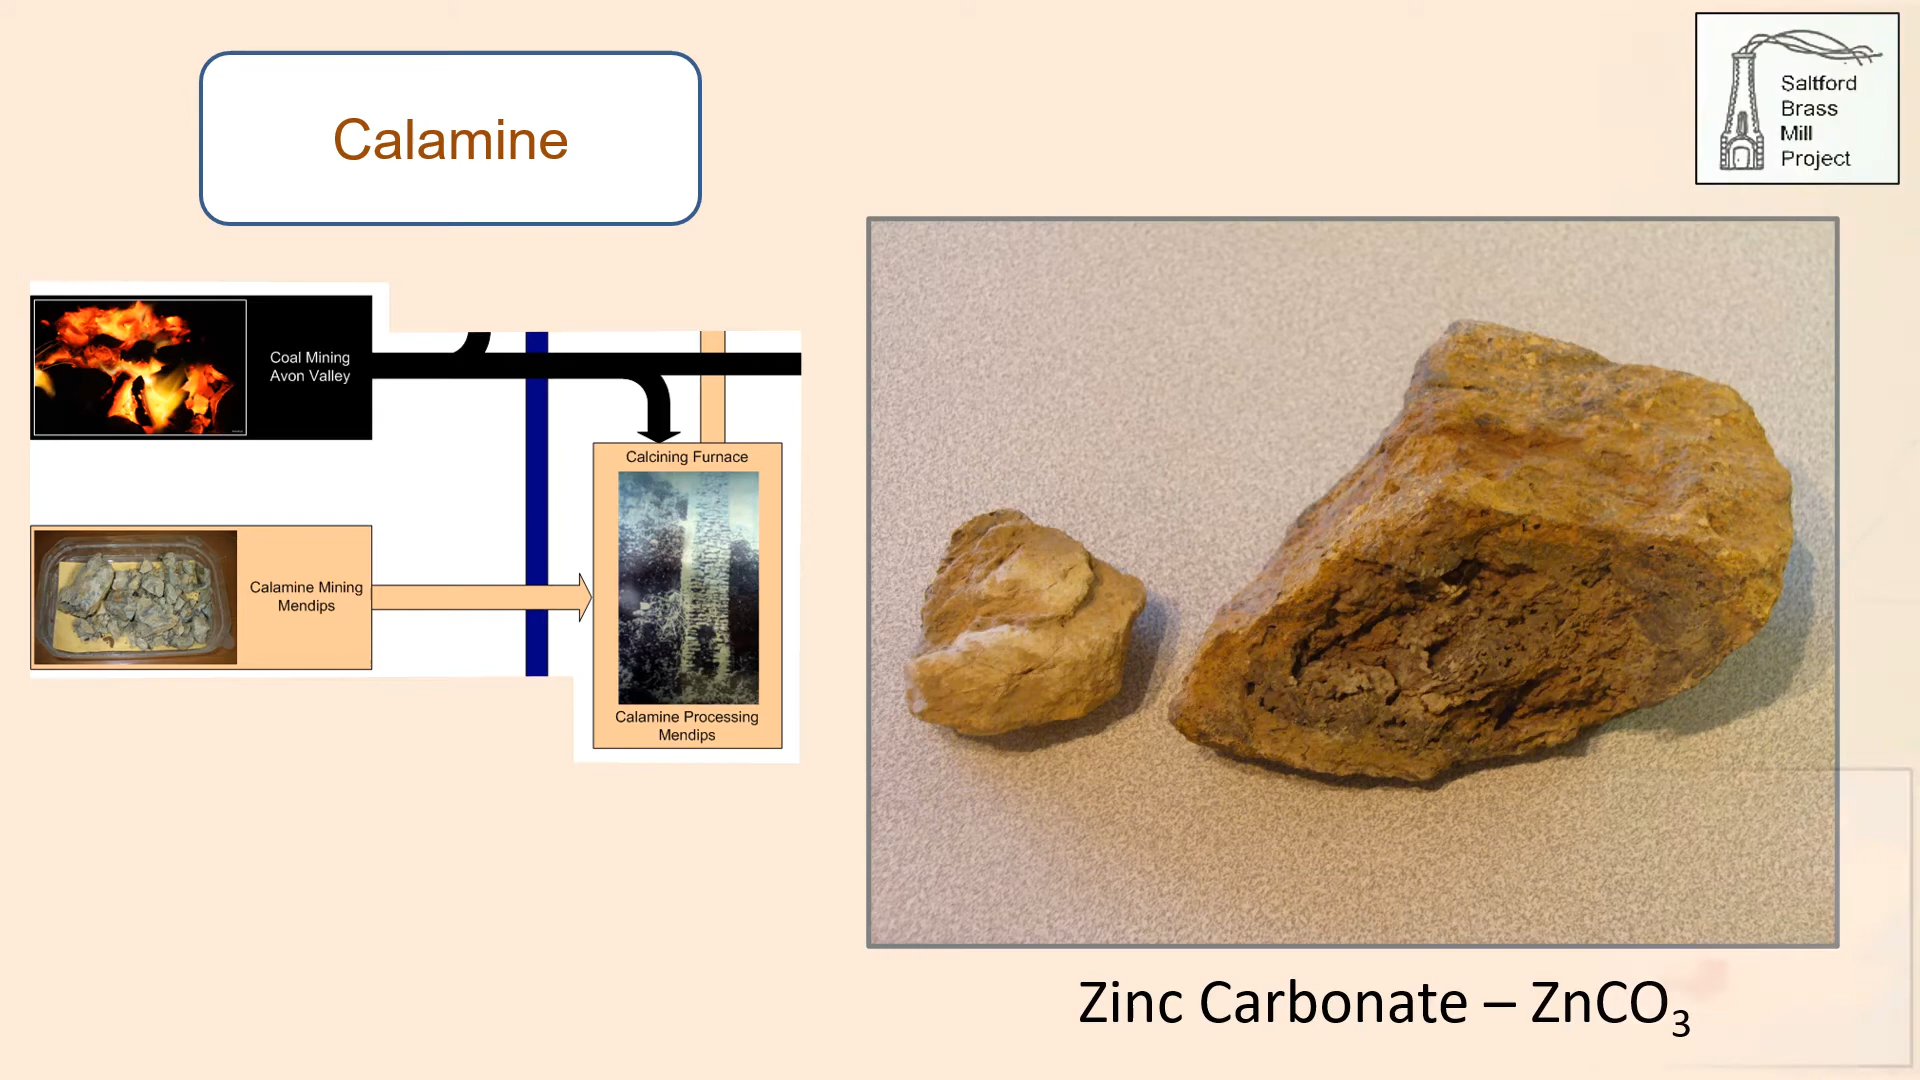 Calamine
Saltford
Brass
Mill
Project
Coal Mining
Avon Valley
Calcining Furnace
Calamine Mining
Mendips
Calamine Processing
Mendips
Zinc Carbonate – ZnCO₃